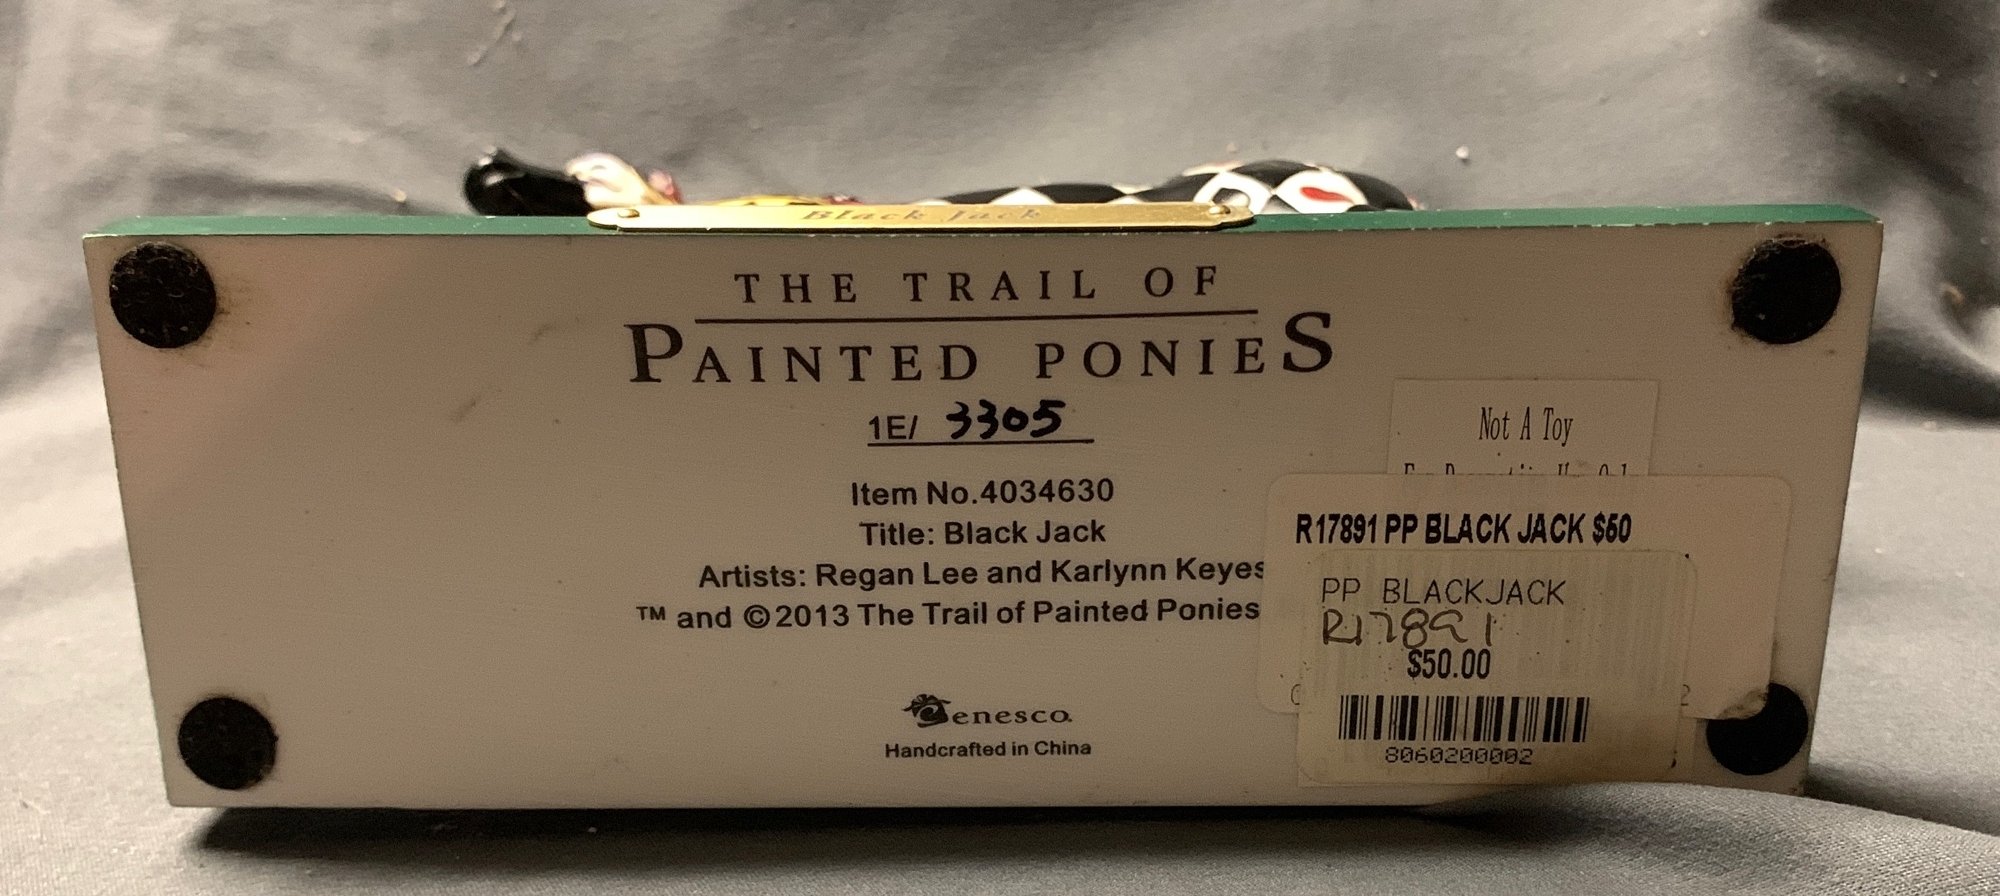 Black Jack
THE TRAIL OF
PAINTED PONIES
1E/ 3305
Item No.4034630
Title: Black Jack
Artists: Regan Lee and Karlynn Keyes
™ and ©2013 The Trail of Painted Ponies
Enesco.
Handcrafted in China
Not A Toy
R17891 PP BLACK JACK $50
PP BLACKJACK
R17891
$50.00
8060200002